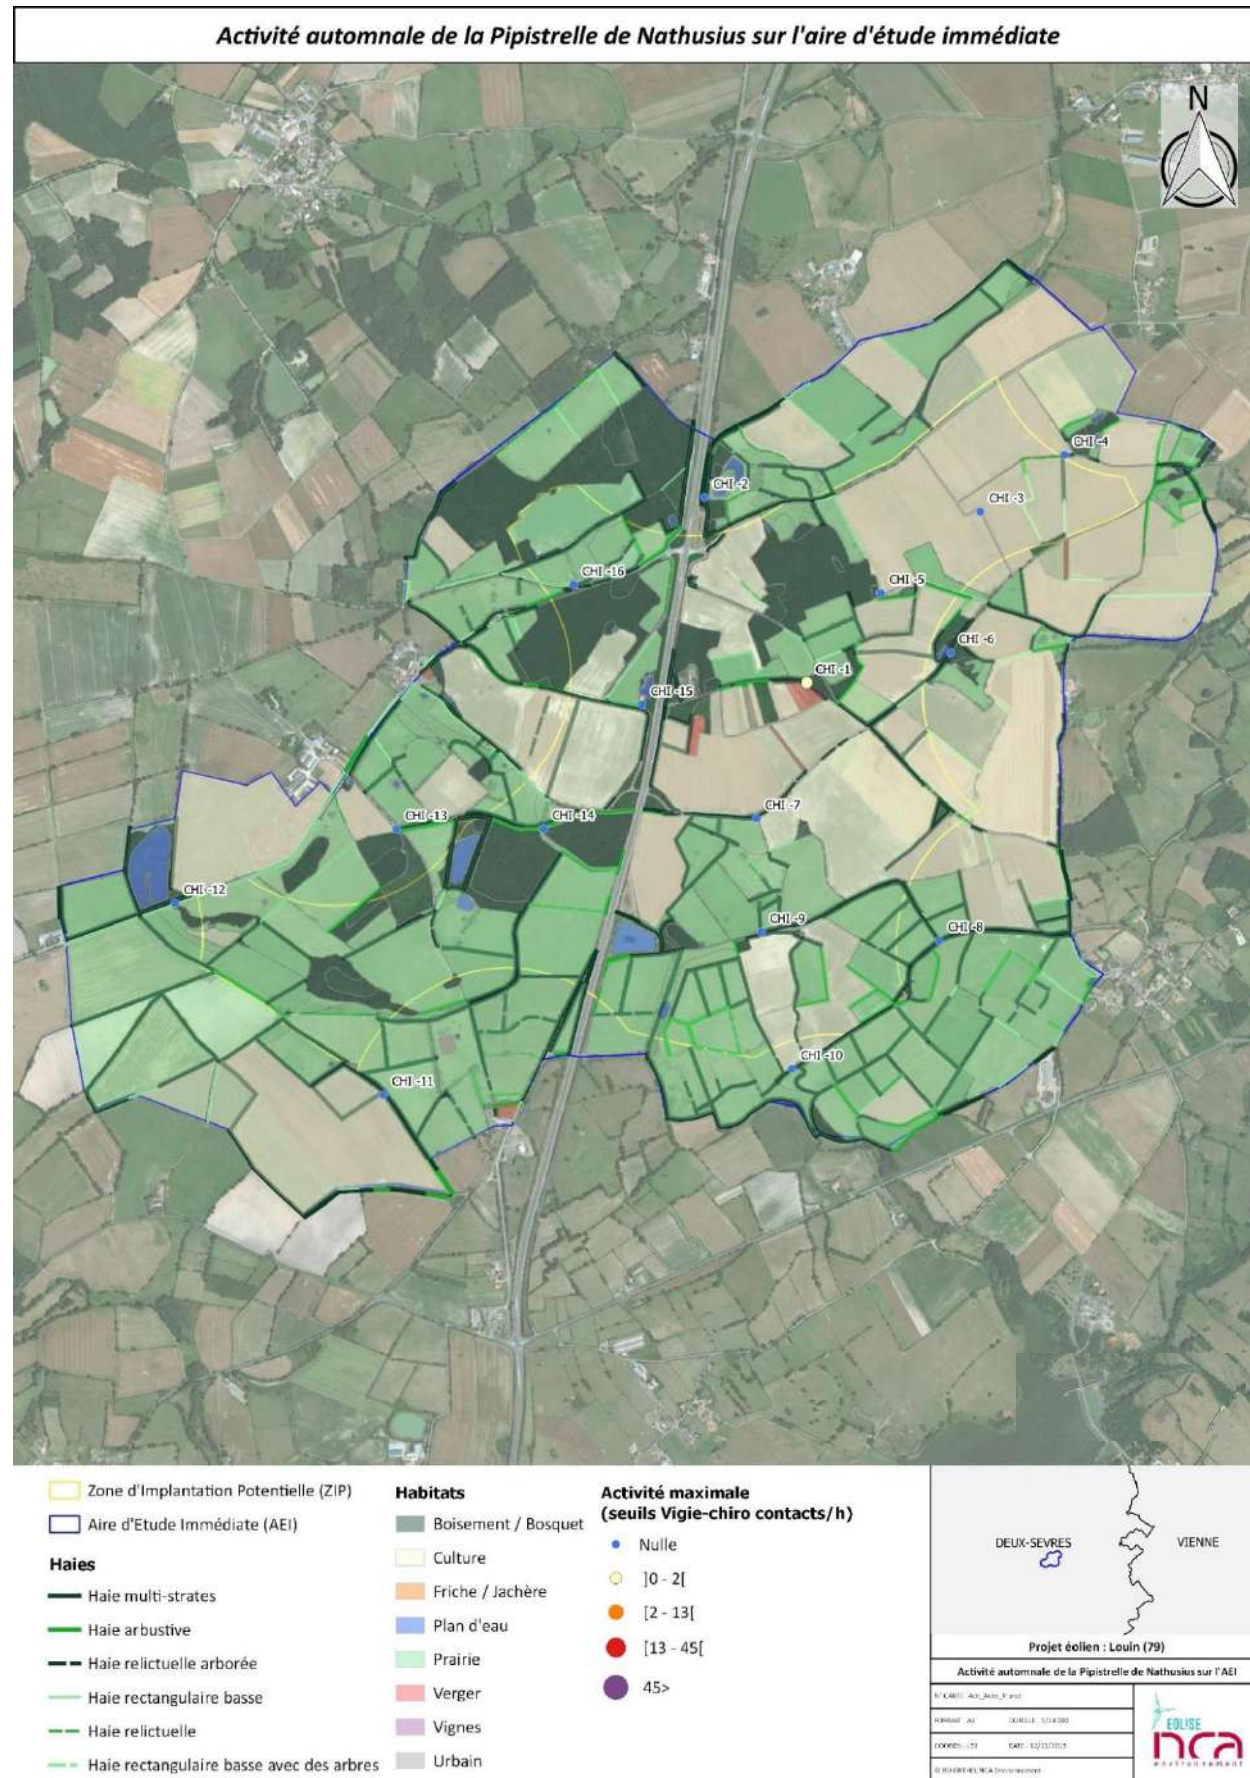 Activité automnale de la Pipistrelle de Nathusius sur l'aire d'étude immédiate
N
CHI -4
CHI -2
CHI -3
CHI -16
CHI -5
CHI -6
CHI -1
CHI -15
CHI -7
CHI -13
CHI -14
CHI -12
CHI -9
CHI -8
CHI -10
CHI -11
Zone d'Implantation Potentielle (ZIP)
Aire d'Etude Immédiate (AEI)
Haies
Haie multi-strates
Haie arbustive
Haie relictuelle arborée
Haie rectangulaire basse
Haie relictuelle
Haie rectangulaire basse avec des arbres
Habitats
Boisement / Bosquet
Culture
Friche / Jachère
Plan d'eau
Prairie
Verger
Vignes
Urbain
Activité maximale
(seuils Vigie-chiro contacts/h)
Nulle
]0 - 2[
[2 - 13[
[13 - 45[
45>
DEUX-SEVRES
VIENNE
Projet éolien : Louin (79)
Activité automnale de la Pipistrelle de Nathusius sur l'AEI
EOLISE
nca
environnement